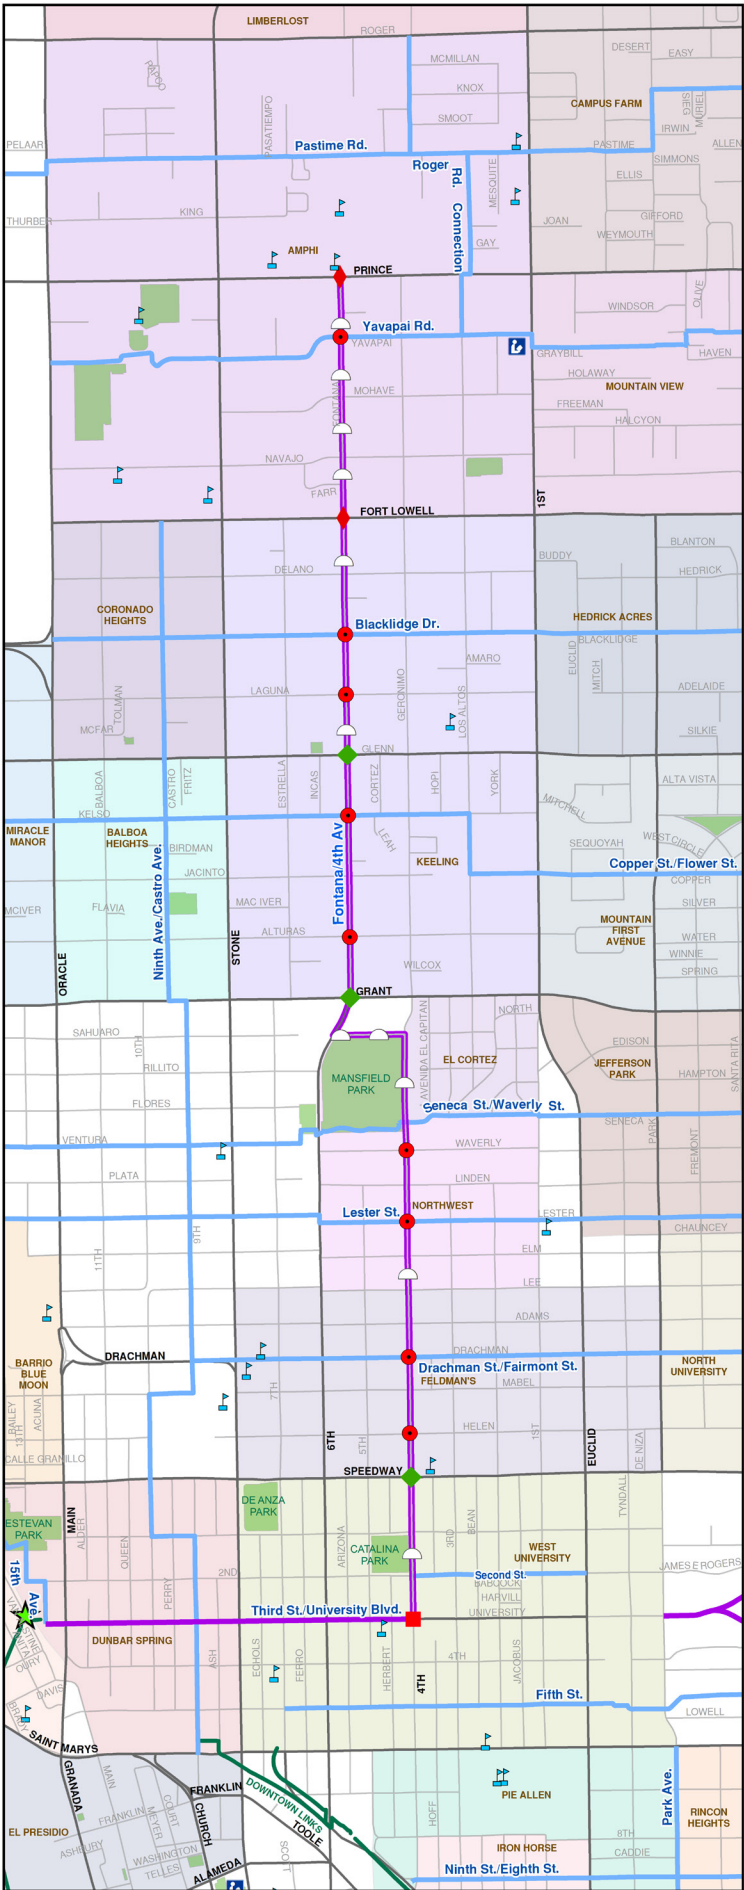 LIMBERLOST
ROGER
DESERT
EASY
MCMILLAN
RAPCO
KNOX
SIEG
MURIEL
CAMPUS FARM
PASATIEMPO
SMOOT
IRWIN
PELAAR
Pastime Rd.
PASTIME
ALLEN
Roger
Rd.
Connection
MESQUITE
SIMMONS
ELLIS
THURBER
KING
JOAN
GIFFORD
WEYMOUTH
GAY
AMPHI
PRINCE
OLIVE
WINDSOR
Yavapai Rd.
YAVAPAI
GRAYBILL
HAVEN
HOLAWAY
MOUNTAIN VIEW
FONTANA
MOHAVE
FREEMAN
HALCYON
NAVAJO
FARR
1ST
FORT LOWELL
BLANTON
BUDDY
DELANO
HEDRICK
CORONADO
HEIGHTS
HEDRICK ACRES
Blacklidge Dr.
BLACKLIDGE
EUCLID
MITCH
AMARO
TOLMAN
LAGUNA
GERONIMO
LOS ALTOS
ADELAIDE
MCFAR
SILKIE
GLENN
BALBOA
CASTRO
FRITZ
ESTRELLA
INCAS
CORTEZ
HOPI
YORK
ALTA VISTA
MITCHELL
KELSO
MIRACLE
MANOR
BALBOA
HEIGHTS
BIRDMAN
LEAH
SEQUOYAH
WEST CIRCLE
Fontana/4th Av
KEELING
Copper St./Flower St.
Ninth Ave./Castro Ave.
JACINTO
COPPER
MCIVER
FLAVIA
MAC IVER
SILVER
MOUNTAIN
FIRST
AVENUE
ORACLE
STONE
ALTURAS
WATER
WINNIE
WILCOX
SPRING
GRANT
NORTH
SAHUARO
10TH
AVENIDA EL CAPITAN
EDISON
SANTA RITA
RILLITO
EL CORTEZ
JEFFERSON
PARK
HAMPTON
MANSFIELD
PARK
FLORES
Seneca St./Waverly St.
SENECA
PARK
FREMONT
VENTURA
WAVERLY
PLATA
LINDEN
Lester St.
NORTHWEST
LESTER
9TH
CHAUNCEY
11TH
ELM
LEE
ADAMS
DRACHMAN
DRACHMAN
Drachman St./Fairmont St.
BARRIO
BLUE
MOON
NORTH
UNIVERSITY
FELDMAN'S
MABEL
7TH
BAILEY
ACUNA
13TH
HELEN
1ST
6TH
5TH
EUCLID
DE NIZA
CALLE GRANILLO
SPEEDWAY
DE ANZA
PARK
TYNDALL
ESTEVAN
PARK
MAIN
ALDER
QUEEN
ARIZONA
CATALINA
PARK
3RD
BEAN
WEST
UNIVERSITY
JAMES E ROGERS
15th
Ave.
2ND
PERRY
Second St.
BABCOCK
HARVILL
Third St./University Blvd.
UNIVERSITY
DUNBAR SPRING
OURY
ASH
ECHOLS
FERRO
HERBERT
4TH
4TH
JACOBUS
DAVIS
BRADY
Fifth St.
LOWELL
SAINT MARYS
GRANADA
MAIN
FRANKLIN
DOWNTOWN LINKS
PIE ALLEN
Park Ave.
RINCON
HEIGHTS
EL PRESIDIO
FRANKLIN
MEYER
COURT
CHURCH
TOOLE
HOFF
8TH
ASHBURY
WASHINGTON
TELLES
SCOTT
IRON HORSE
CADDIE
ALAMEDA
Ninth St./Eighth St.